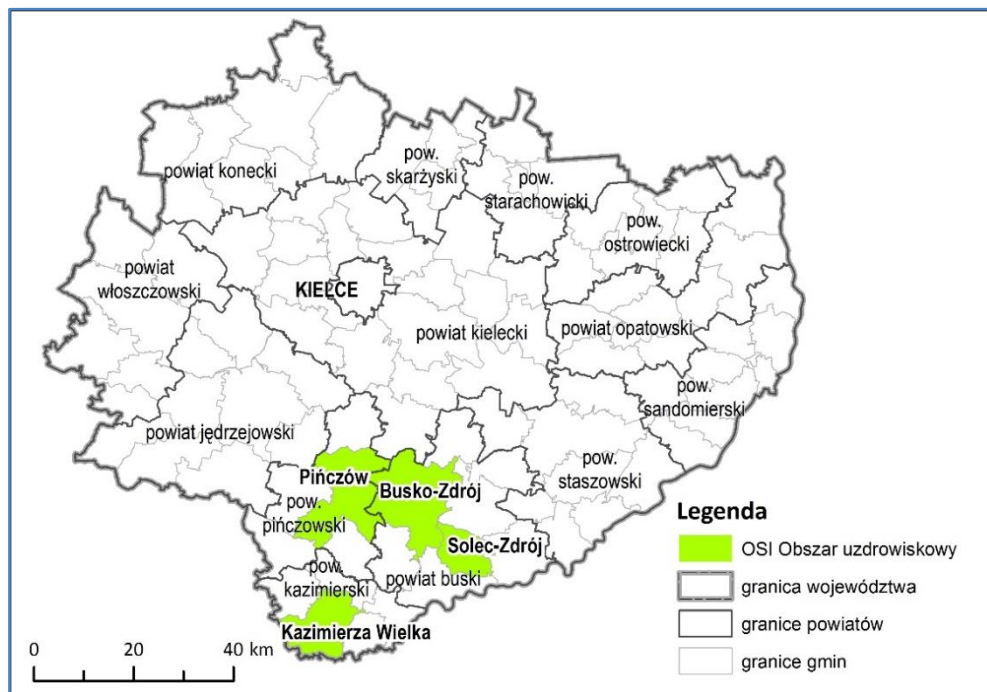 powiat konecki
pow.
skarżyski
pow.
starachowicki
pow.
ostrowiecki
powiat
włoszczowski
KIEŁCE
powiat kielecki
powiat opatowski
pow.
sandomierski
powiat jędrzejowski
pow.
staszowski
Pińczów
Busko-Zdrój
pow.
pińczowski
Solec-Zdrój
pow.
kazimierski
powiat buski
Kazimierza Wielka
0 20 40 km
Legenda
OSI Obszar uzdrowiskowy
granica województwa
granice powiatów
granice gmin